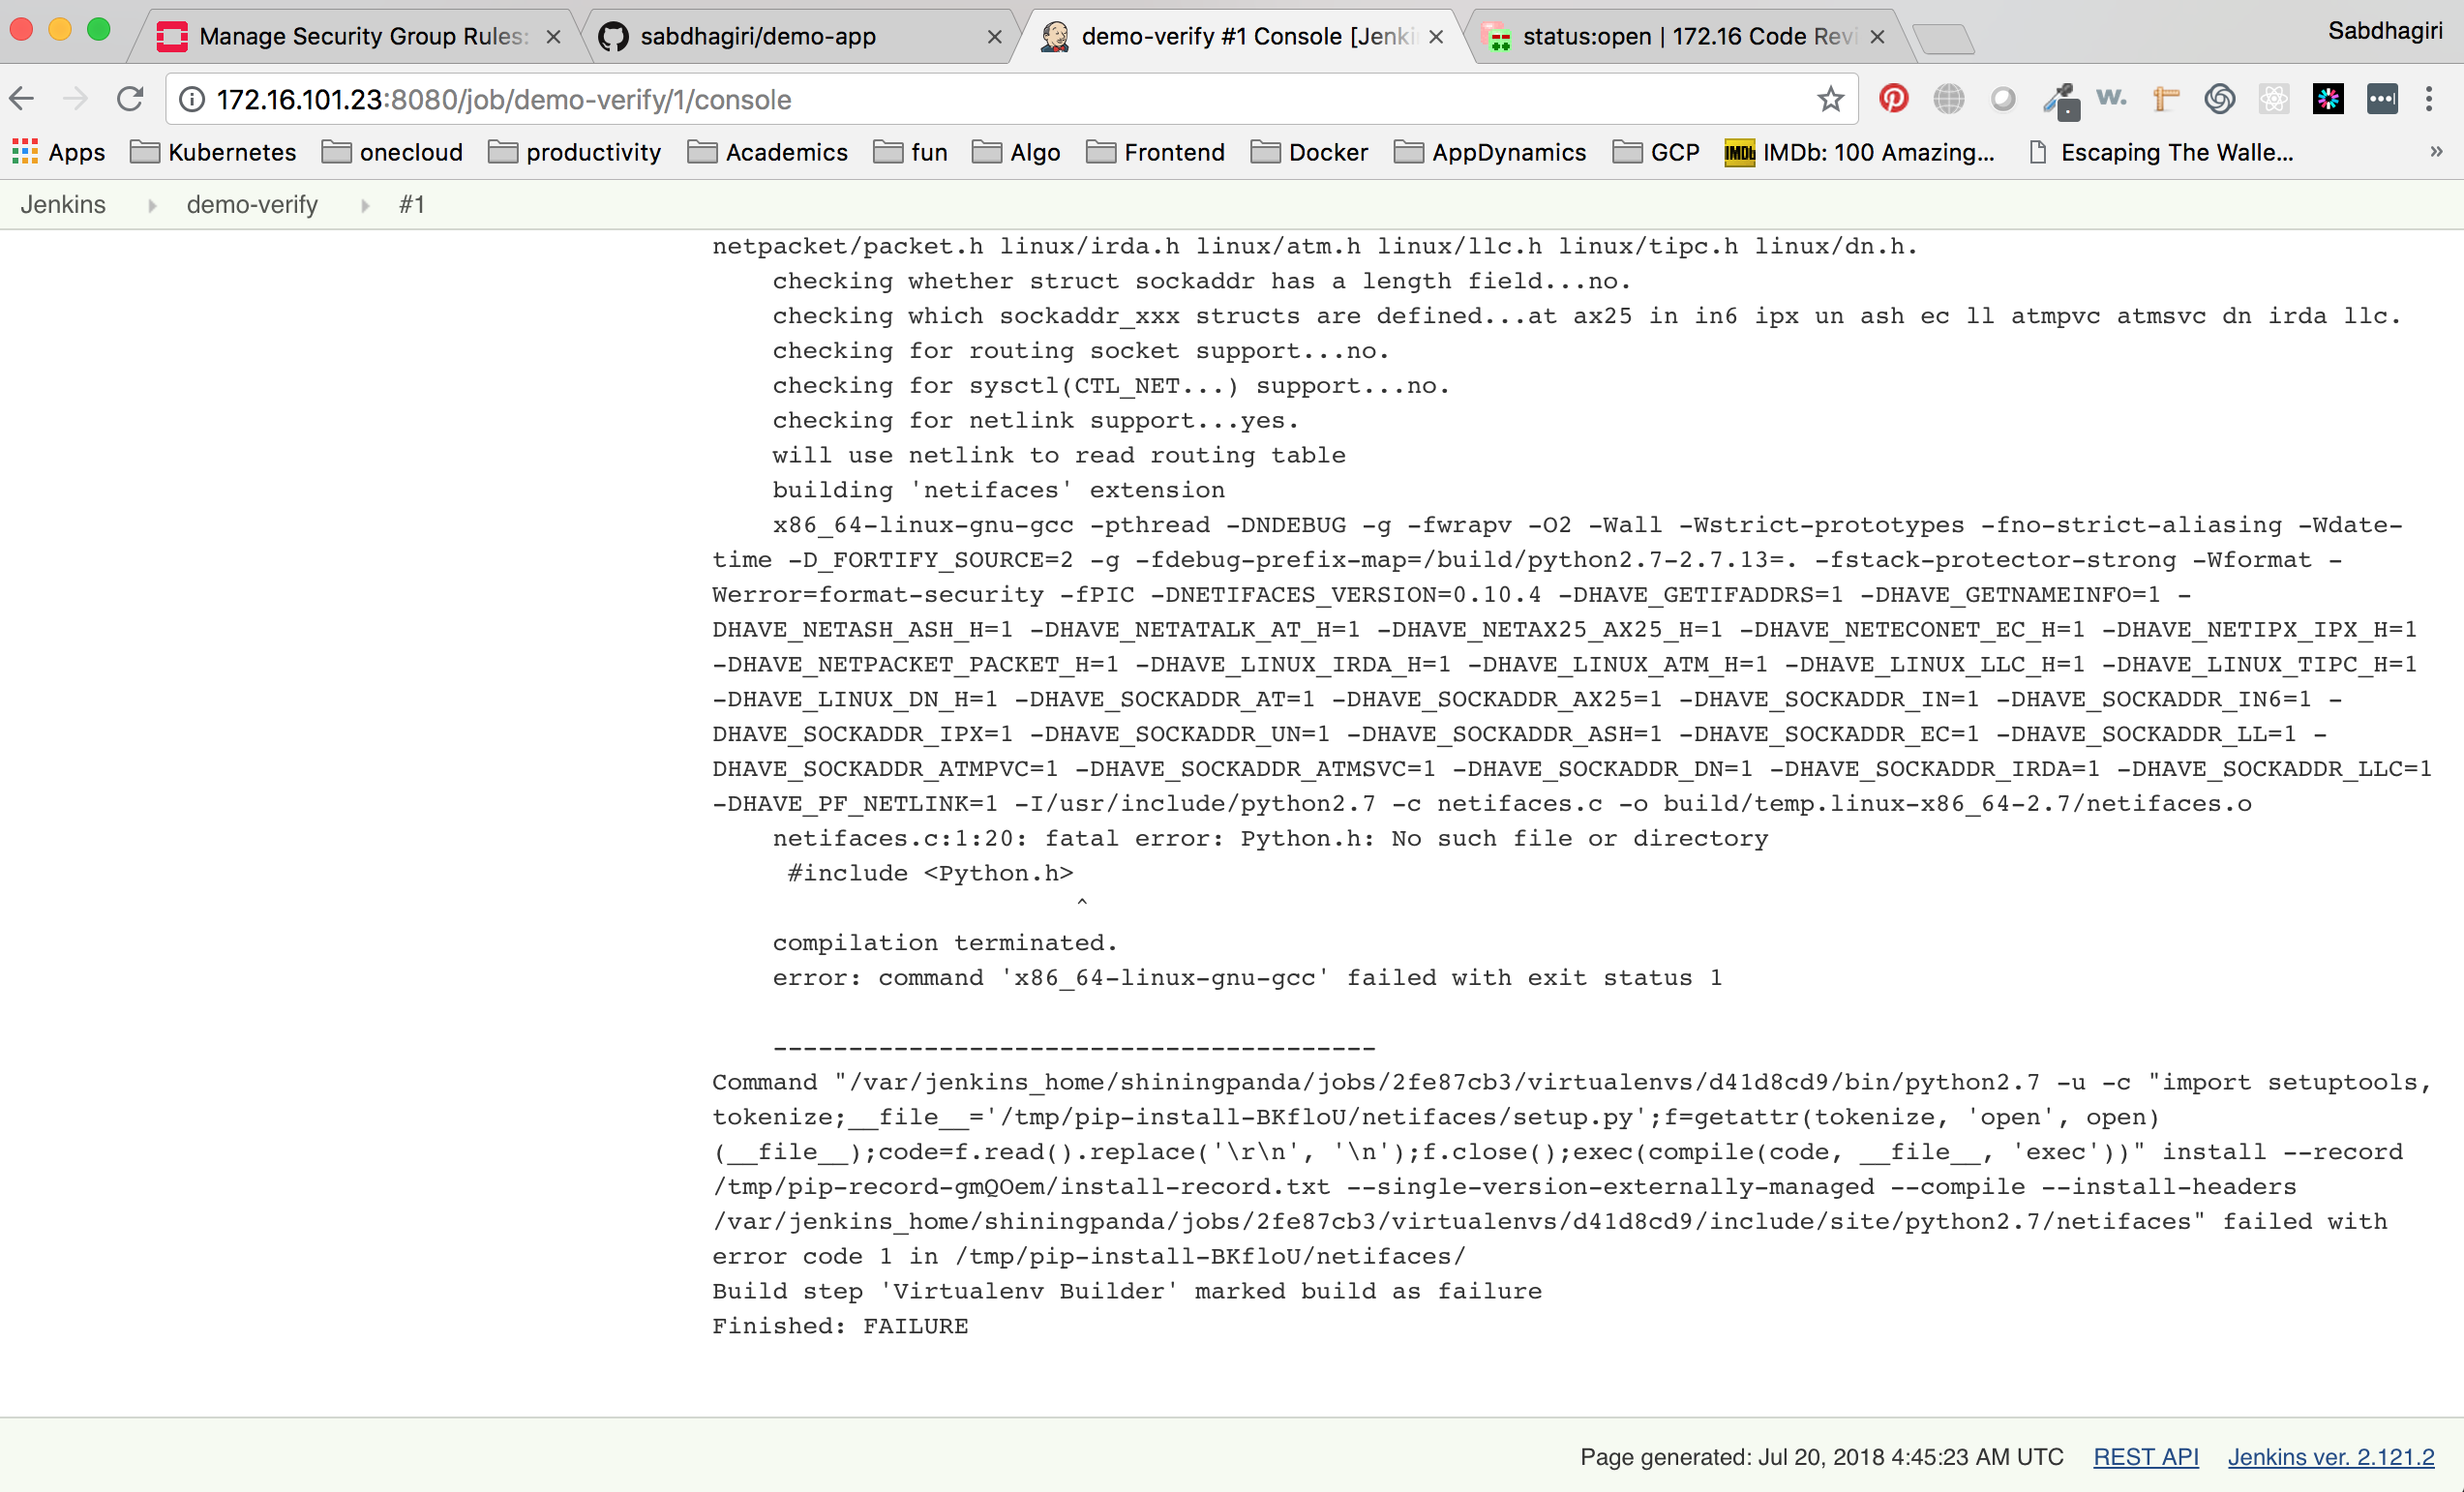 Manage Security Group Rules:
sabdhagiri/demo-app
demo-verify #1 Console [Jenki
status:open | 172.16 Code Revi
Sabdhagiri
172.16.101.23:8080/job/demo-verify/1/console
w.
Apps Kubernetes onecloud productivity Academics fun Algo Frontend Docker AppDynamics GCP IMDb IMDb: 100 Amazing... Escaping The Walle... »
Jenkins demo-verify #1
netpacket/packet.h linux/irda.h linux/atm.h linux/llc.h linux/tipc.h linux/dn.h.
checking whether struct sockaddr has a length field...no.
checking which sockaddr_xxx structs are defined...at ax25 in in6 ipx un ash ec ll atmpvc atmsvc dn irda llc.
checking for routing socket support...no.
checking for sysctl(CTL_NET...) support...no.
checking for netlink support...yes.
will use netlink to read routing table
building 'netifaces' extension
x86_64-linux-gnu-gcc -pthread -DNDEBUG -g -fwrapv -O2 -Wall -Wstrict-prototypes -fno-strict-aliasing -Wdate-
time -D_FORTIFY_SOURCE=2 -g -fdebug-prefix-map=/build/python2.7-2.7.13=. -fstack-protector-strong -Wformat -
Werror=format-security -fPIC -DNETIFACES_VERSION=0.10.4 -DHAVE_GETIFADDRS=1 -DHAVE_GETNAMEINFO=1 -
DHAVE_NETASH_ASH_H=1 -DHAVE_NETATALK_AT_H=1 -DHAVE_NETAX25_AX25_H=1 -DHAVE_NETECONET_EC_H=1 -DHAVE_NETIPX_IPX_H=1
-DHAVE_NETPACKET_PACKET_H=1 -DHAVE_LINUX_IRDA_H=1 -DHAVE_LINUX_ATM_H=1 -DHAVE_LINUX_LLC_H=1 -DHAVE_LINUX_TIPC_H=1
-DHAVE_LINUX_DN_H=1 -DHAVE_SOCKADDR_AT=1 -DHAVE_SOCKADDR_AX25=1 -DHAVE_SOCKADDR_IN=1 -DHAVE_SOCKADDR_IN6=1 -
DHAVE_SOCKADDR_IPX=1 -DHAVE_SOCKADDR_UN=1 -DHAVE_SOCKADDR_ASH=1 -DHAVE_SOCKADDR_EC=1 -DHAVE_SOCKADDR_LL=1 -
DHAVE_SOCKADDR_ATMPVC=1 -DHAVE_SOCKADDR_ATMSVC=1 -DHAVE_SOCKADDR_DN=1 -DHAVE_SOCKADDR_IRDA=1 -DHAVE_SOCKADDR_LLC=1
-DHAVE_PF_NETLINK=1 -I/usr/include/python2.7 -c netifaces.c -o build/temp.linux-x86_64-2.7/netifaces.o
netifaces.c:1:20: fatal error: Python.h: No such file or directory
#include <Python.h>
^
compilation terminated.
error: command 'x86_64-linux-gnu-gcc' failed with exit status 1
----------------------------------------
Command "/var/jenkins_home/shiningpanda/jobs/2fe87cb3/virtualenvs/d41d8cd9/bin/python2.7 -u -c "import setuptools,
tokenize;__file__='/tmp/pip-install-BKfloU/netifaces/setup.py';f=getattr(tokenize, 'open', open)
(__file__);code=f.read().replace('\r\n', '\n');f.close();exec(compile(code, __file__, 'exec'))" install --record
/tmp/pip-record-gmQOem/install-record.txt --single-version-externally-managed --compile --install-headers
/var/jenkins_home/shiningpanda/jobs/2fe87cb3/virtualenvs/d41d8cd9/include/site/python2.7/netifaces" failed with
error code 1 in /tmp/pip-install-BKfloU/netifaces/
Build step 'Virtualenv Builder' marked build as failure
Finished: FAILURE
Page generated: Jul 20, 2018 4:45:23 AM UTC REST API Jenkins ver. 2.121.2